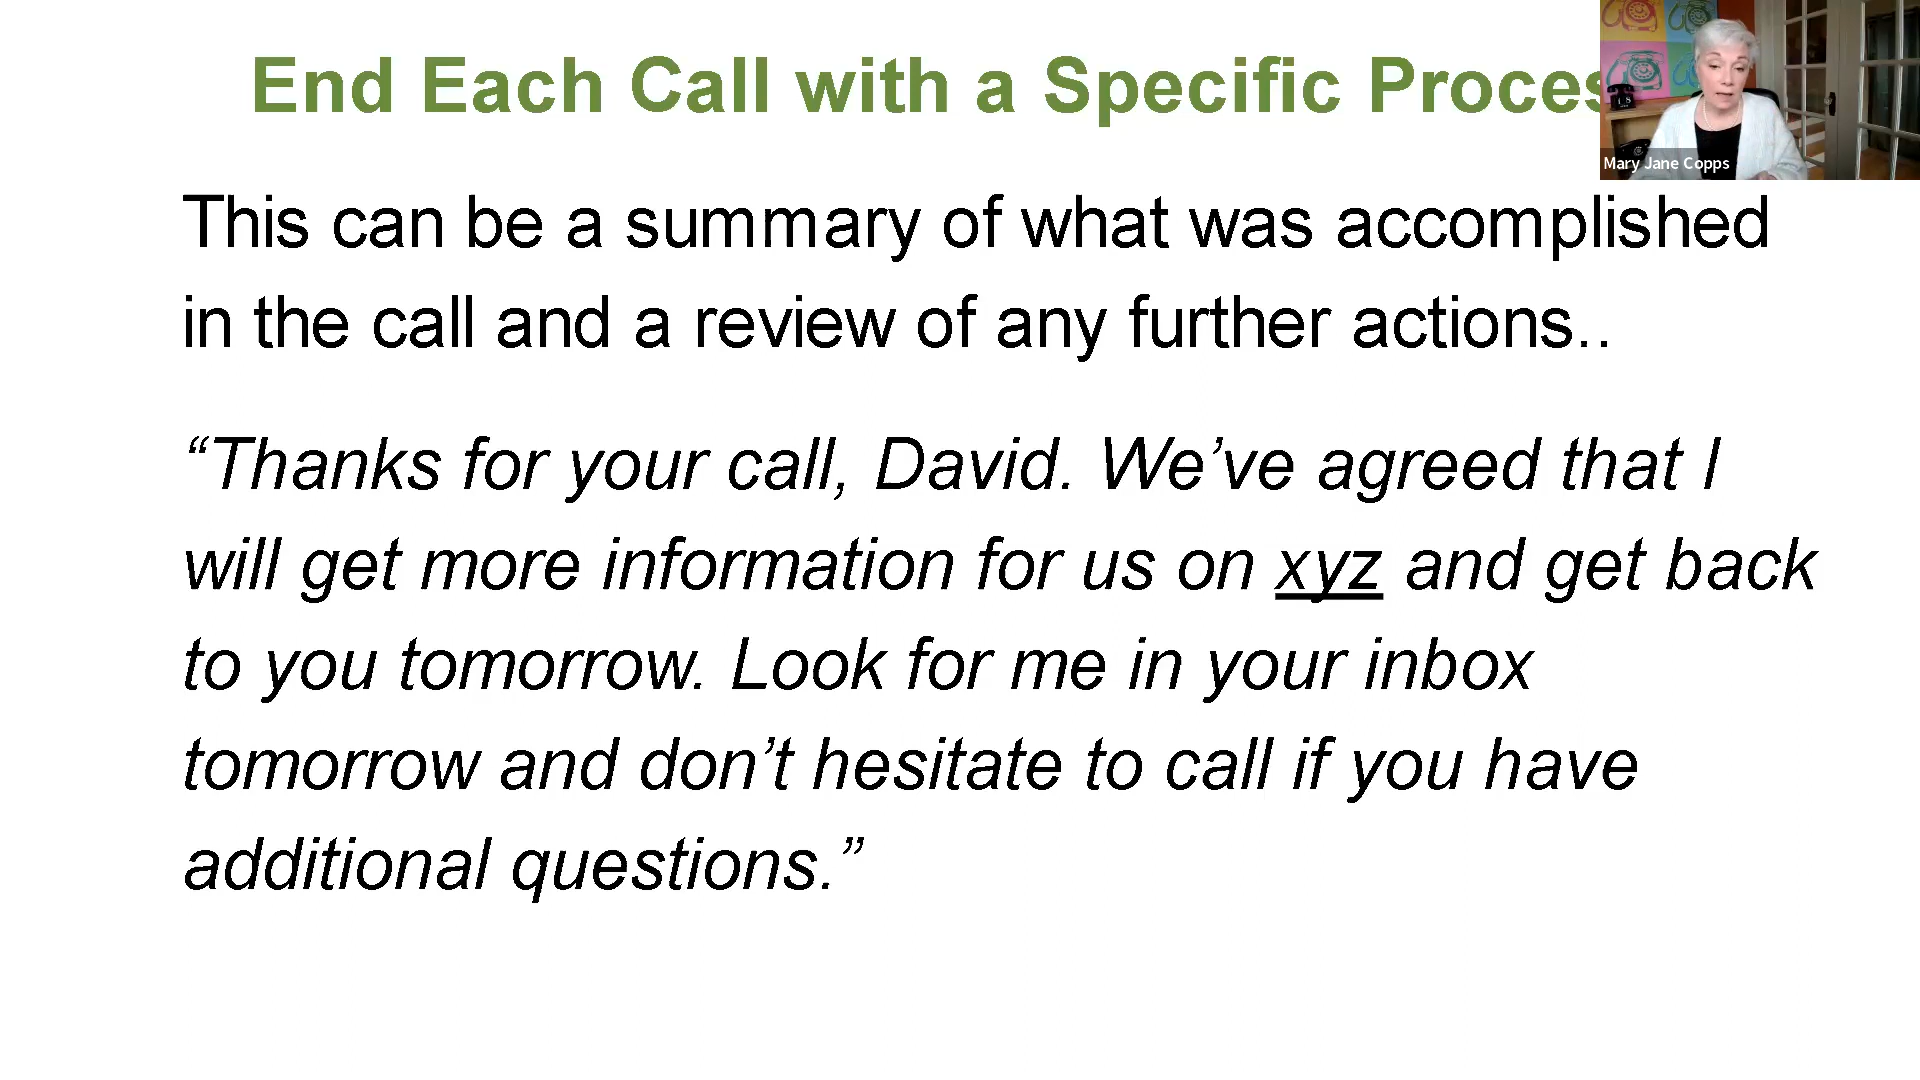 End Each Call with a Specific Proces
Mary Jane Copps
This can be a summary of what was accomplished
in the call and a review of any further actions..
“Thanks for your call, David. We’ve agreed that I
will get more information for us on xyz and get back
to you tomorrow. Look for me in your inbox
tomorrow and don’t hesitate to call if you have
additional questions.”